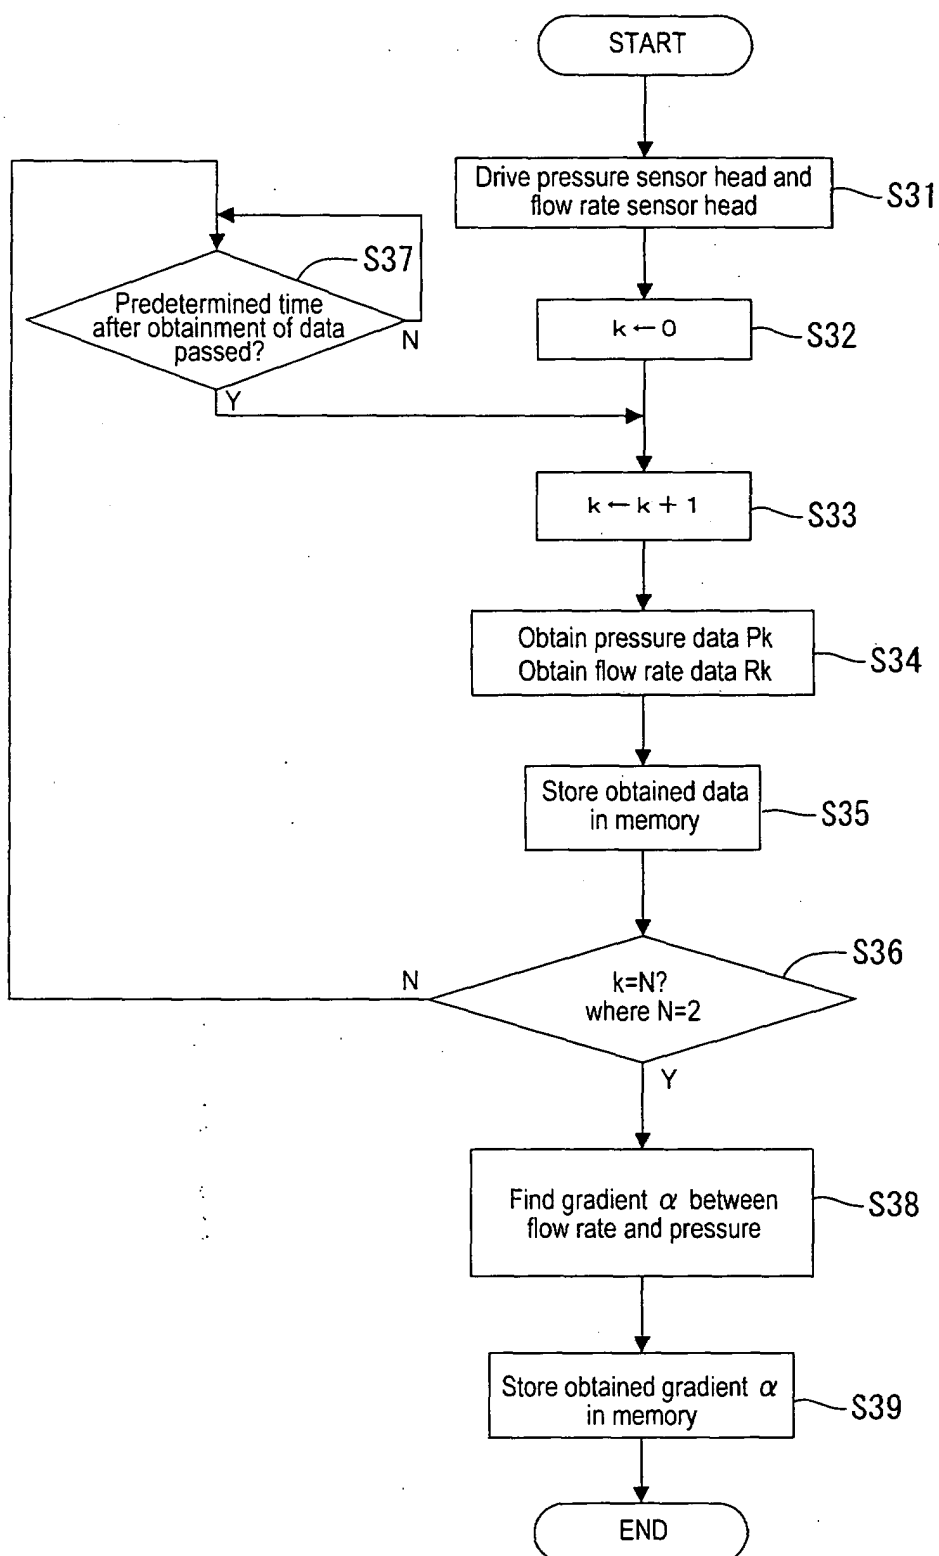 START
Drive pressure sensor head and
flow rate sensor head
S31
S37
Predetermined time
after obtainment of data
passed?
N
Y
k ← 0
S32
k ← k + 1
S33
Obtain pressure data Pk
Obtain flow rate data Rk
S34
Store obtained data
in memory
S35
S36
N
k=N?
where N=2
Y
Find gradient α between
flow rate and pressure
S38
Store obtained gradient α
in memory
S39
END